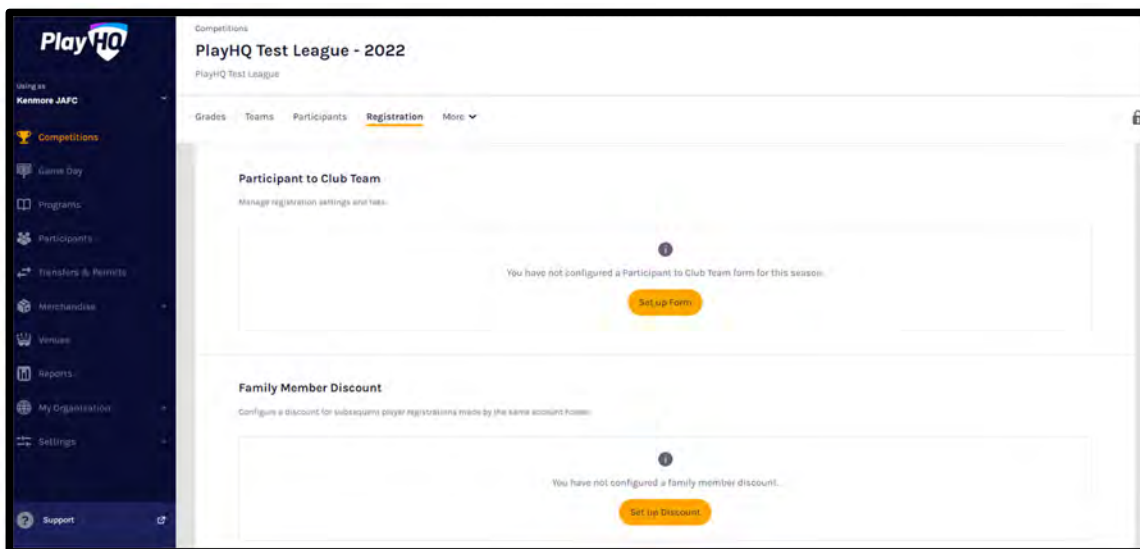 PlayHQ
Using as
Kenmore JAFC
Competitions
Game Day
Programs
Participants
Transfers & Permits
Merchandise
Venues
Reports
My Organisation
Settings
Support
Competitions
PlayHQ Test League - 2022
PlayHQ Test League
Grades Teams Participants Registration More
Participant to Club Team
Manage registration settings and fees.
You have not configured a Participant to Club Team form for this season.
Set up Form
Family Member Discount
Configure a discount for subsequent player registrations made by the same account holder.
You have not configured a family member discount.
Set Up Discount